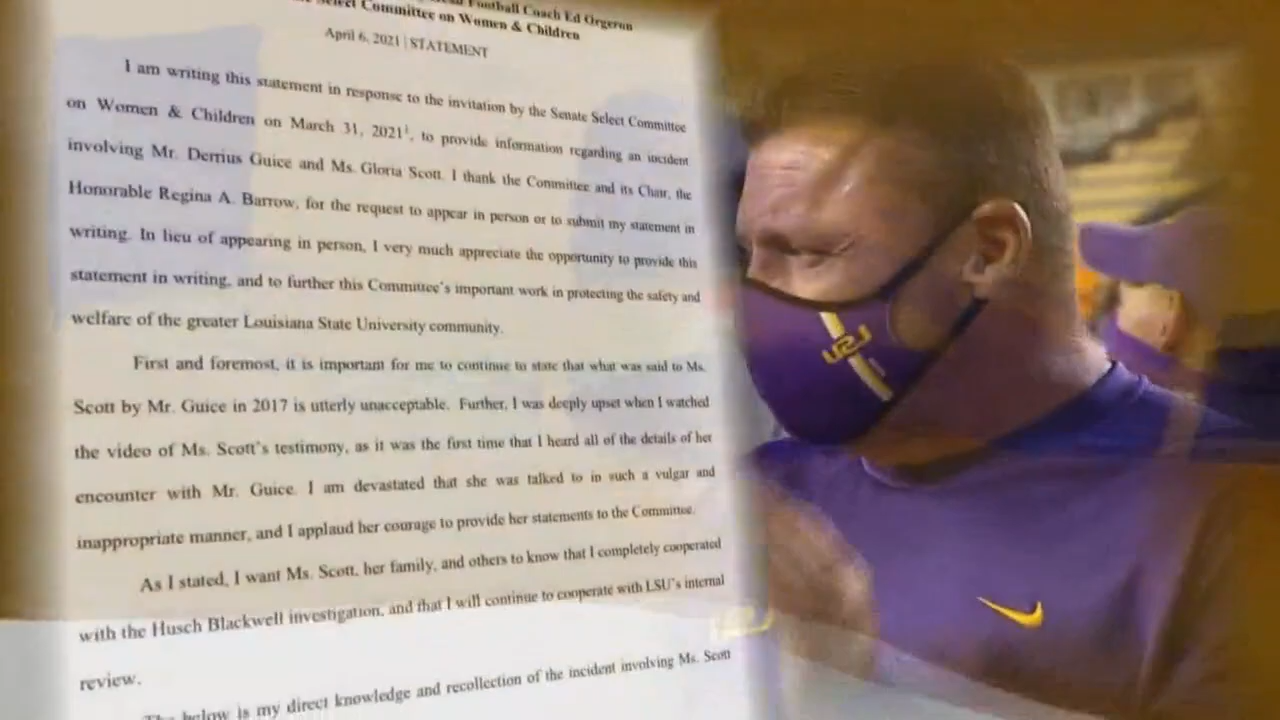 Football Coach Ed Orgeron
Select Committee on Women & Children
April 6, 2021 | STATEMENT
I am writing this statement in response to the invitation by the Senate Select Committee
on Women & Children on March 31, 2021¹, to provide information regarding an incident
involving Mr. Derrius Guice and Ms. Gloria Scott. I thank the Committee and its Chair, the
Honorable Regina A. Barrow, for the request to appear in person or to submit my statement in
writing. In lieu of appearing in person, I very much appreciate the opportunity to provide this
statement in writing, and to further this Committee's important work in protecting the safety and
welfare of the greater Louisiana State University community.
First and foremost, it is important for me to continue to state that what was said to Ms.
Scott by Mr. Guice in 2017 is utterly unacceptable. Further, I was deeply upset when I watched
the video of Ms. Scott's testimony, as it was the first time that I heard all of the details of her
encounter with Mr. Guice. I am devastated that she was talked to in such a vulgar and
inappropriate manner, and I applaud her courage to provide her statements to the Committee.
As I stated, I want Ms. Scott, her family, and others to know that I completely cooperated
with the Husch Blackwell investigation, and that I will continue to cooperate with LSU's internal
review.
The below is my direct knowledge and recollection of the incident involving Ms. Scott
LSU